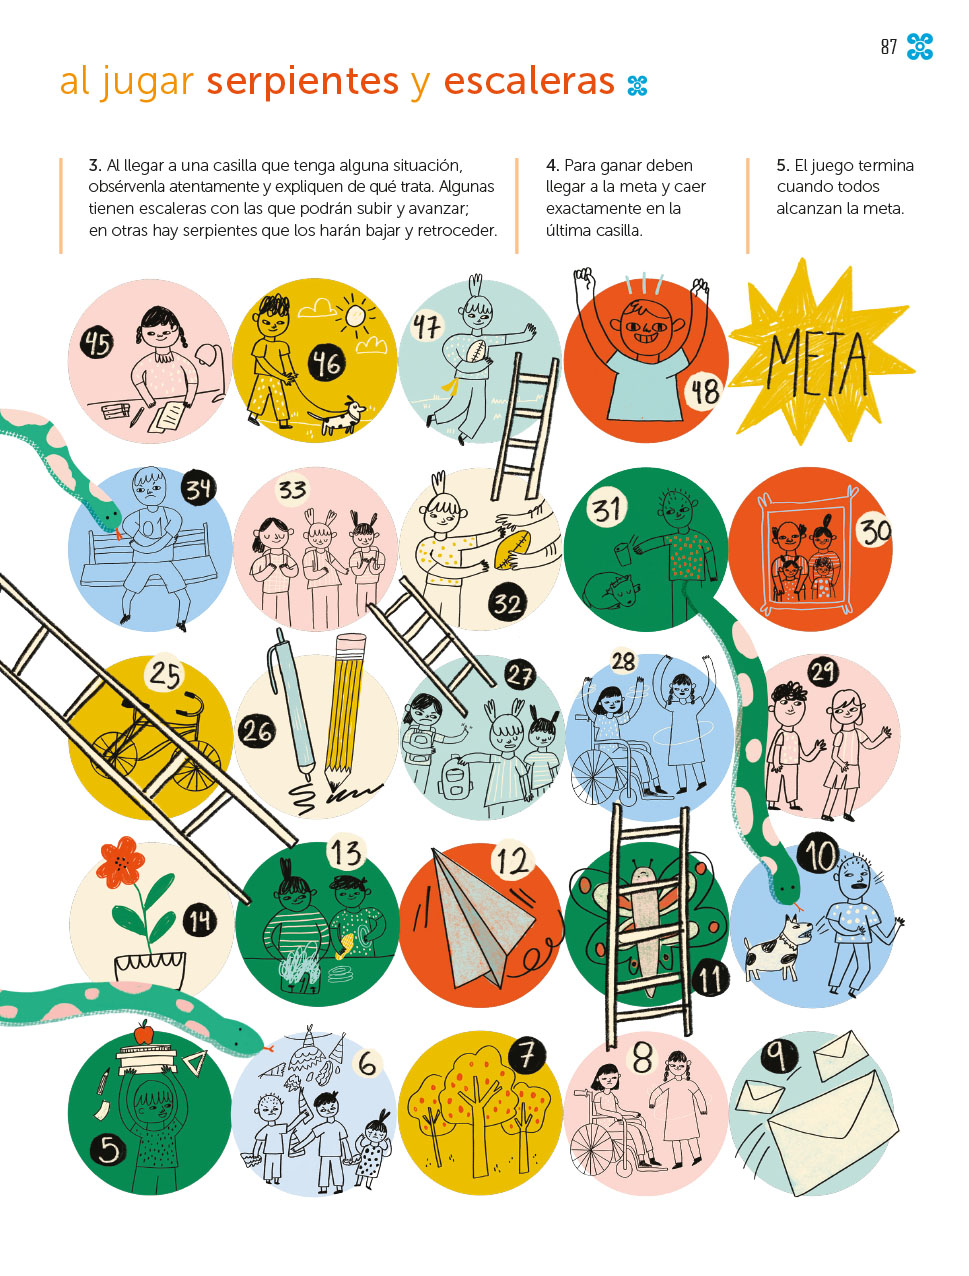 87
al jugar serpientes y escaleras
3. Al llegar a una casilla que tenga alguna situación,
obsérvenla atentamente y expliquen de qué trata. Algunas
tienen escaleras con las que podrán subir y avanzar;
en otras hay serpientes que los harán bajar y retroceder.
4. Para ganar deben
llegar a la meta y caer
exactamente en la
última casilla.
5. El juego termina
cuando todos
alcanzan la meta.
45
46
47
48
META
34
01
33
32
31
30
25
26
27
28
29
14
13
12
11
10
5
6
7
8
9